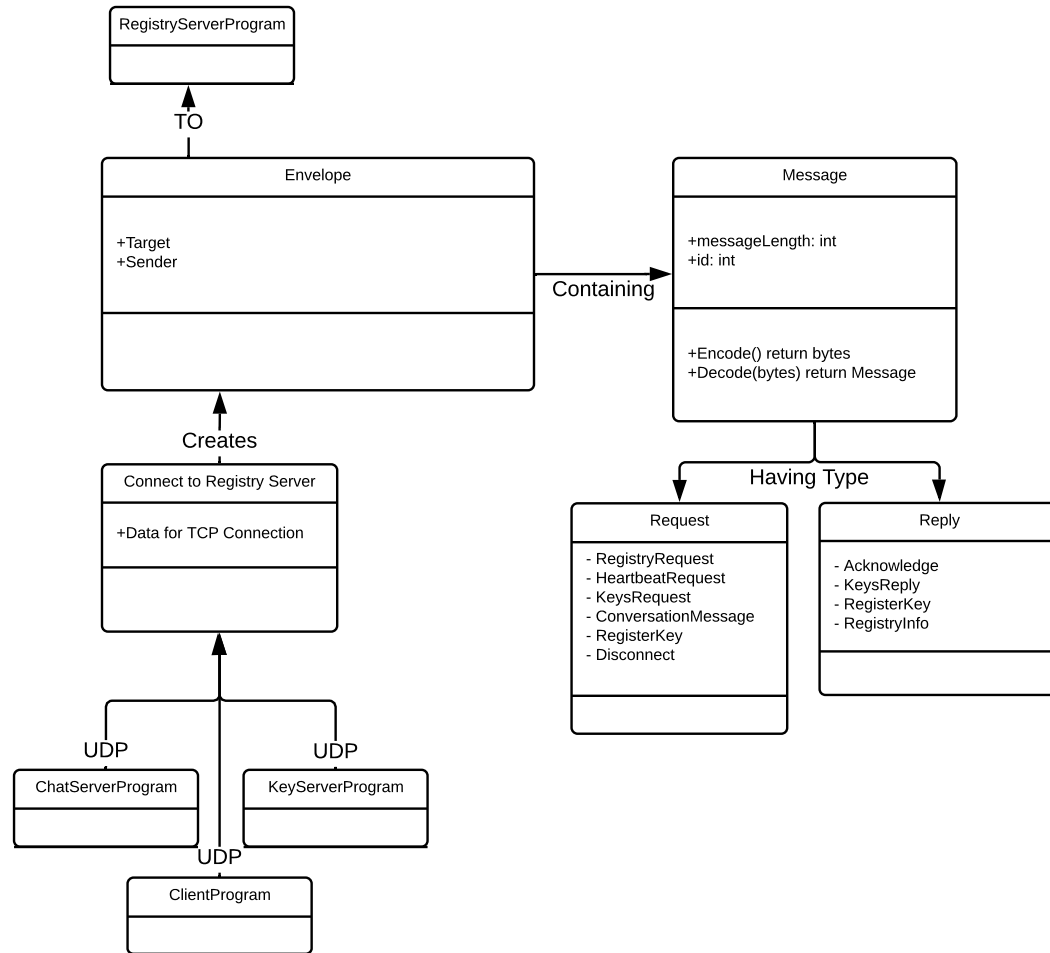 RegistryServerProgram
TO
Envelope
+Target
+Sender
Containing
Message
+messageLength: int
+id: int
+Encode() return bytes
+Decode(bytes) return Message
Creates
Connect to Registry Server
+Data for TCP Connection
Having Type
Request
- RegistryRequest
- HeartbeatRequest
- KeysRequest
- ConversationMessage
- RegisterKey
- Disconnect
Reply
- Acknowledge
- KeysReply
- RegisterKey
- RegistryInfo
UDP
UDP
ChatServerProgram
KeyServerProgram
UDP
ClientProgram